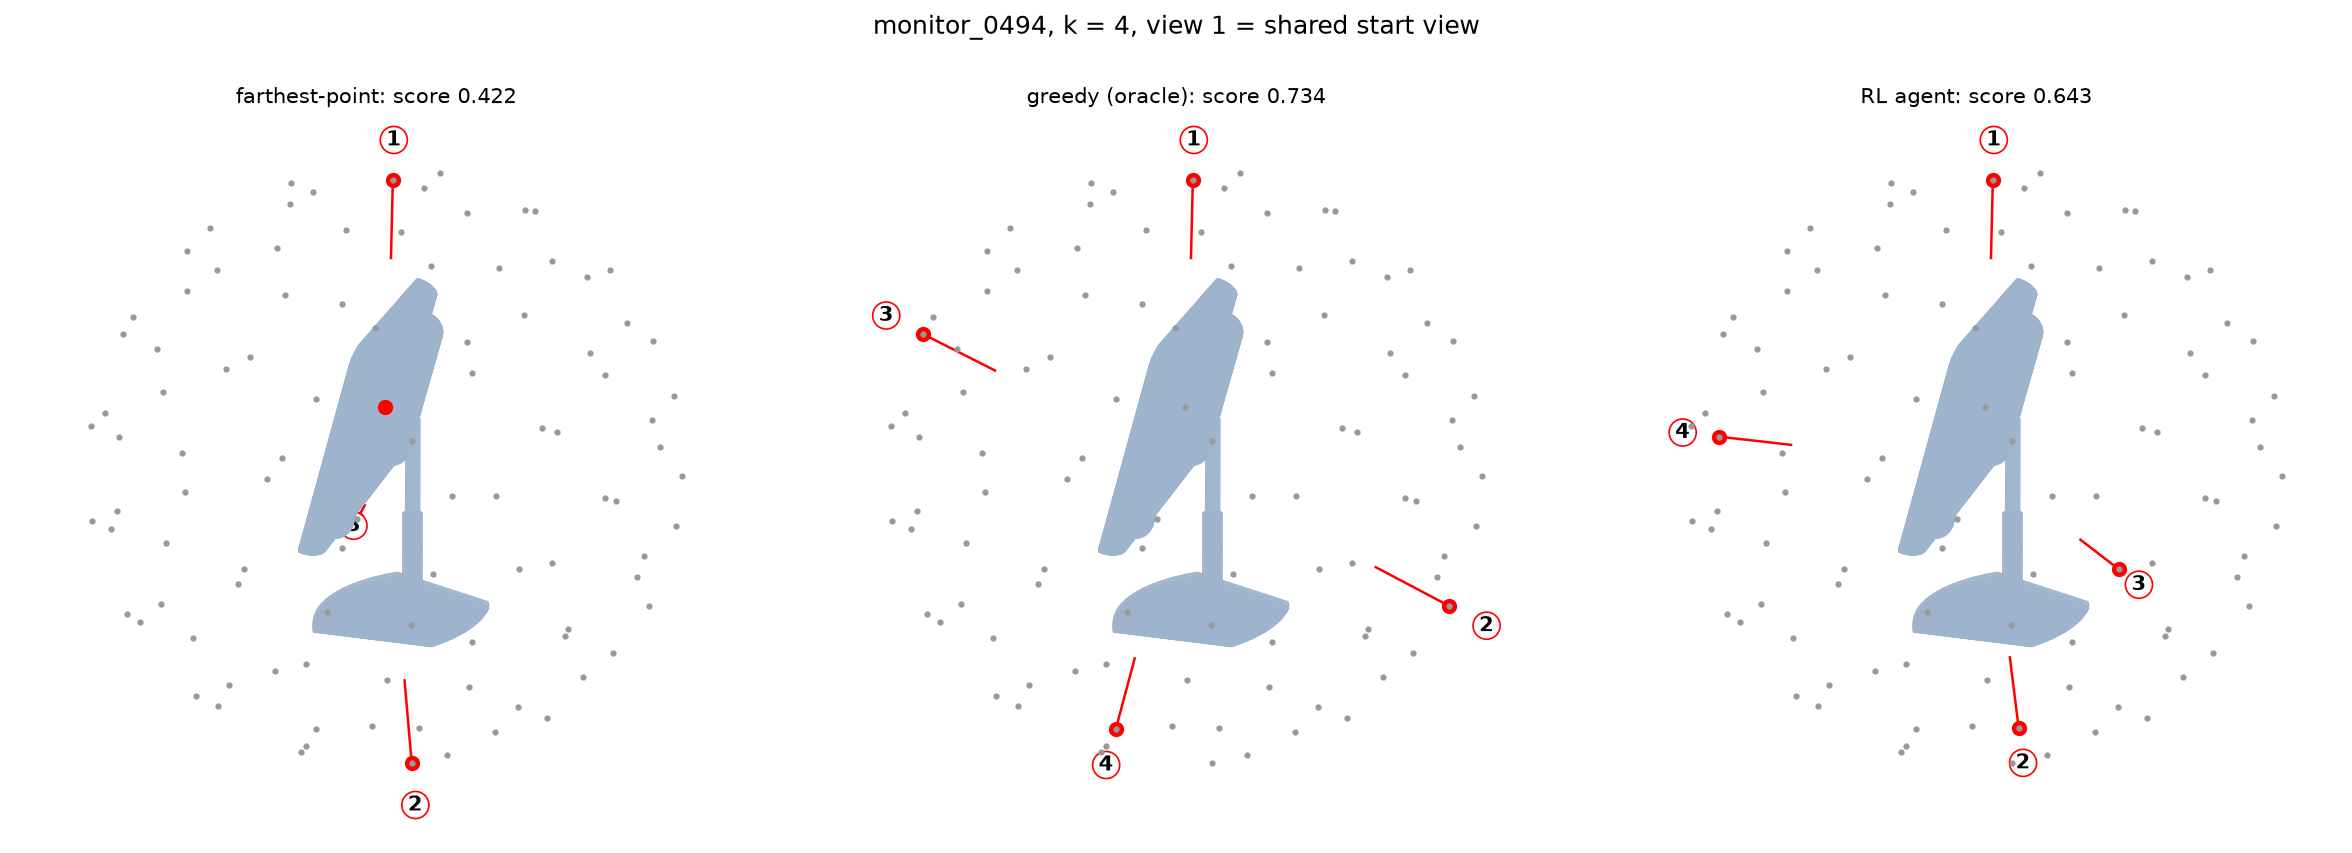 monitor_0494, k = 4, view 1 = shared start view
farthest-point: score 0.422
1
3
2
greedy (oracle): score 0.734
1
3
2
4
RL agent: score 0.643
1
4
3
2